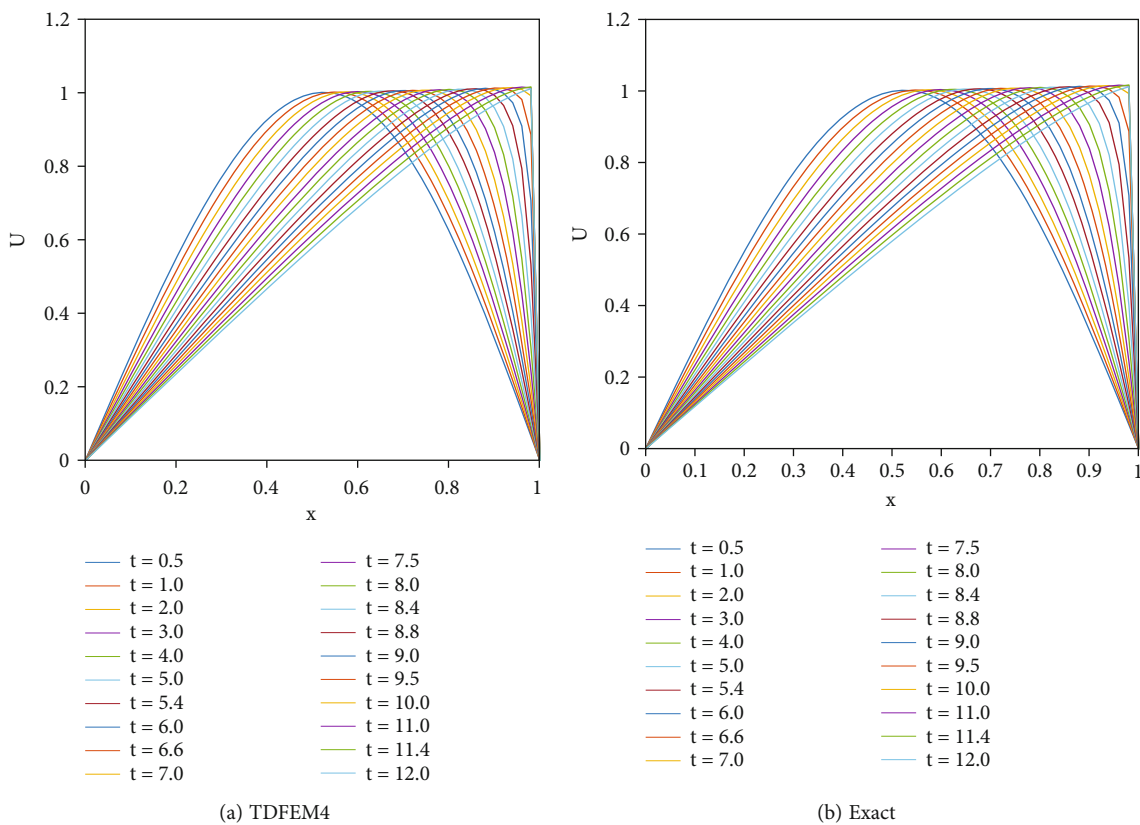 1.2
1
0.8
0.6
0.4
0.2
0
U
0 0.2 0.4 0.6 0.8 1
x
t = 0.5 t = 7.5
t = 1.0 t = 8.0
t = 2.0 t = 8.4
t = 3.0 t = 8.8
t = 4.0 t = 9.0
t = 5.0 t = 9.5
t = 5.4 t = 10.0
t = 6.0 t = 11.0
t = 6.6 t = 11.4
t = 7.0 t = 12.0
(a) TDFEM4
1.2
1
0.8
0.6
0.4
0.2
0
U
0 0.1 0.2 0.3 0.4 0.5 0.6 0.7 0.8 0.9 1
x
t = 0.5 t = 7.5
t = 1.0 t = 8.0
t = 2.0 t = 8.4
t = 3.0 t = 8.8
t = 4.0 t = 9.0
t = 5.0 t = 9.5
t = 5.4 t = 10.0
t = 6.0 t = 11.0
t = 6.6 t = 11.4
t = 7.0 t = 12.0
(b) Exact